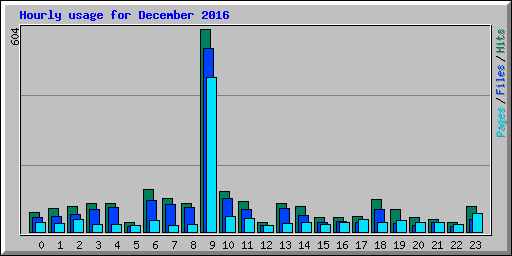 Hourly usage for December 2016
604
Pages/Files/Hits
0 1 2 3 4 5 6 7 8 9 10 11 12 13 14 15 16 17 18 19 20 21 22 23